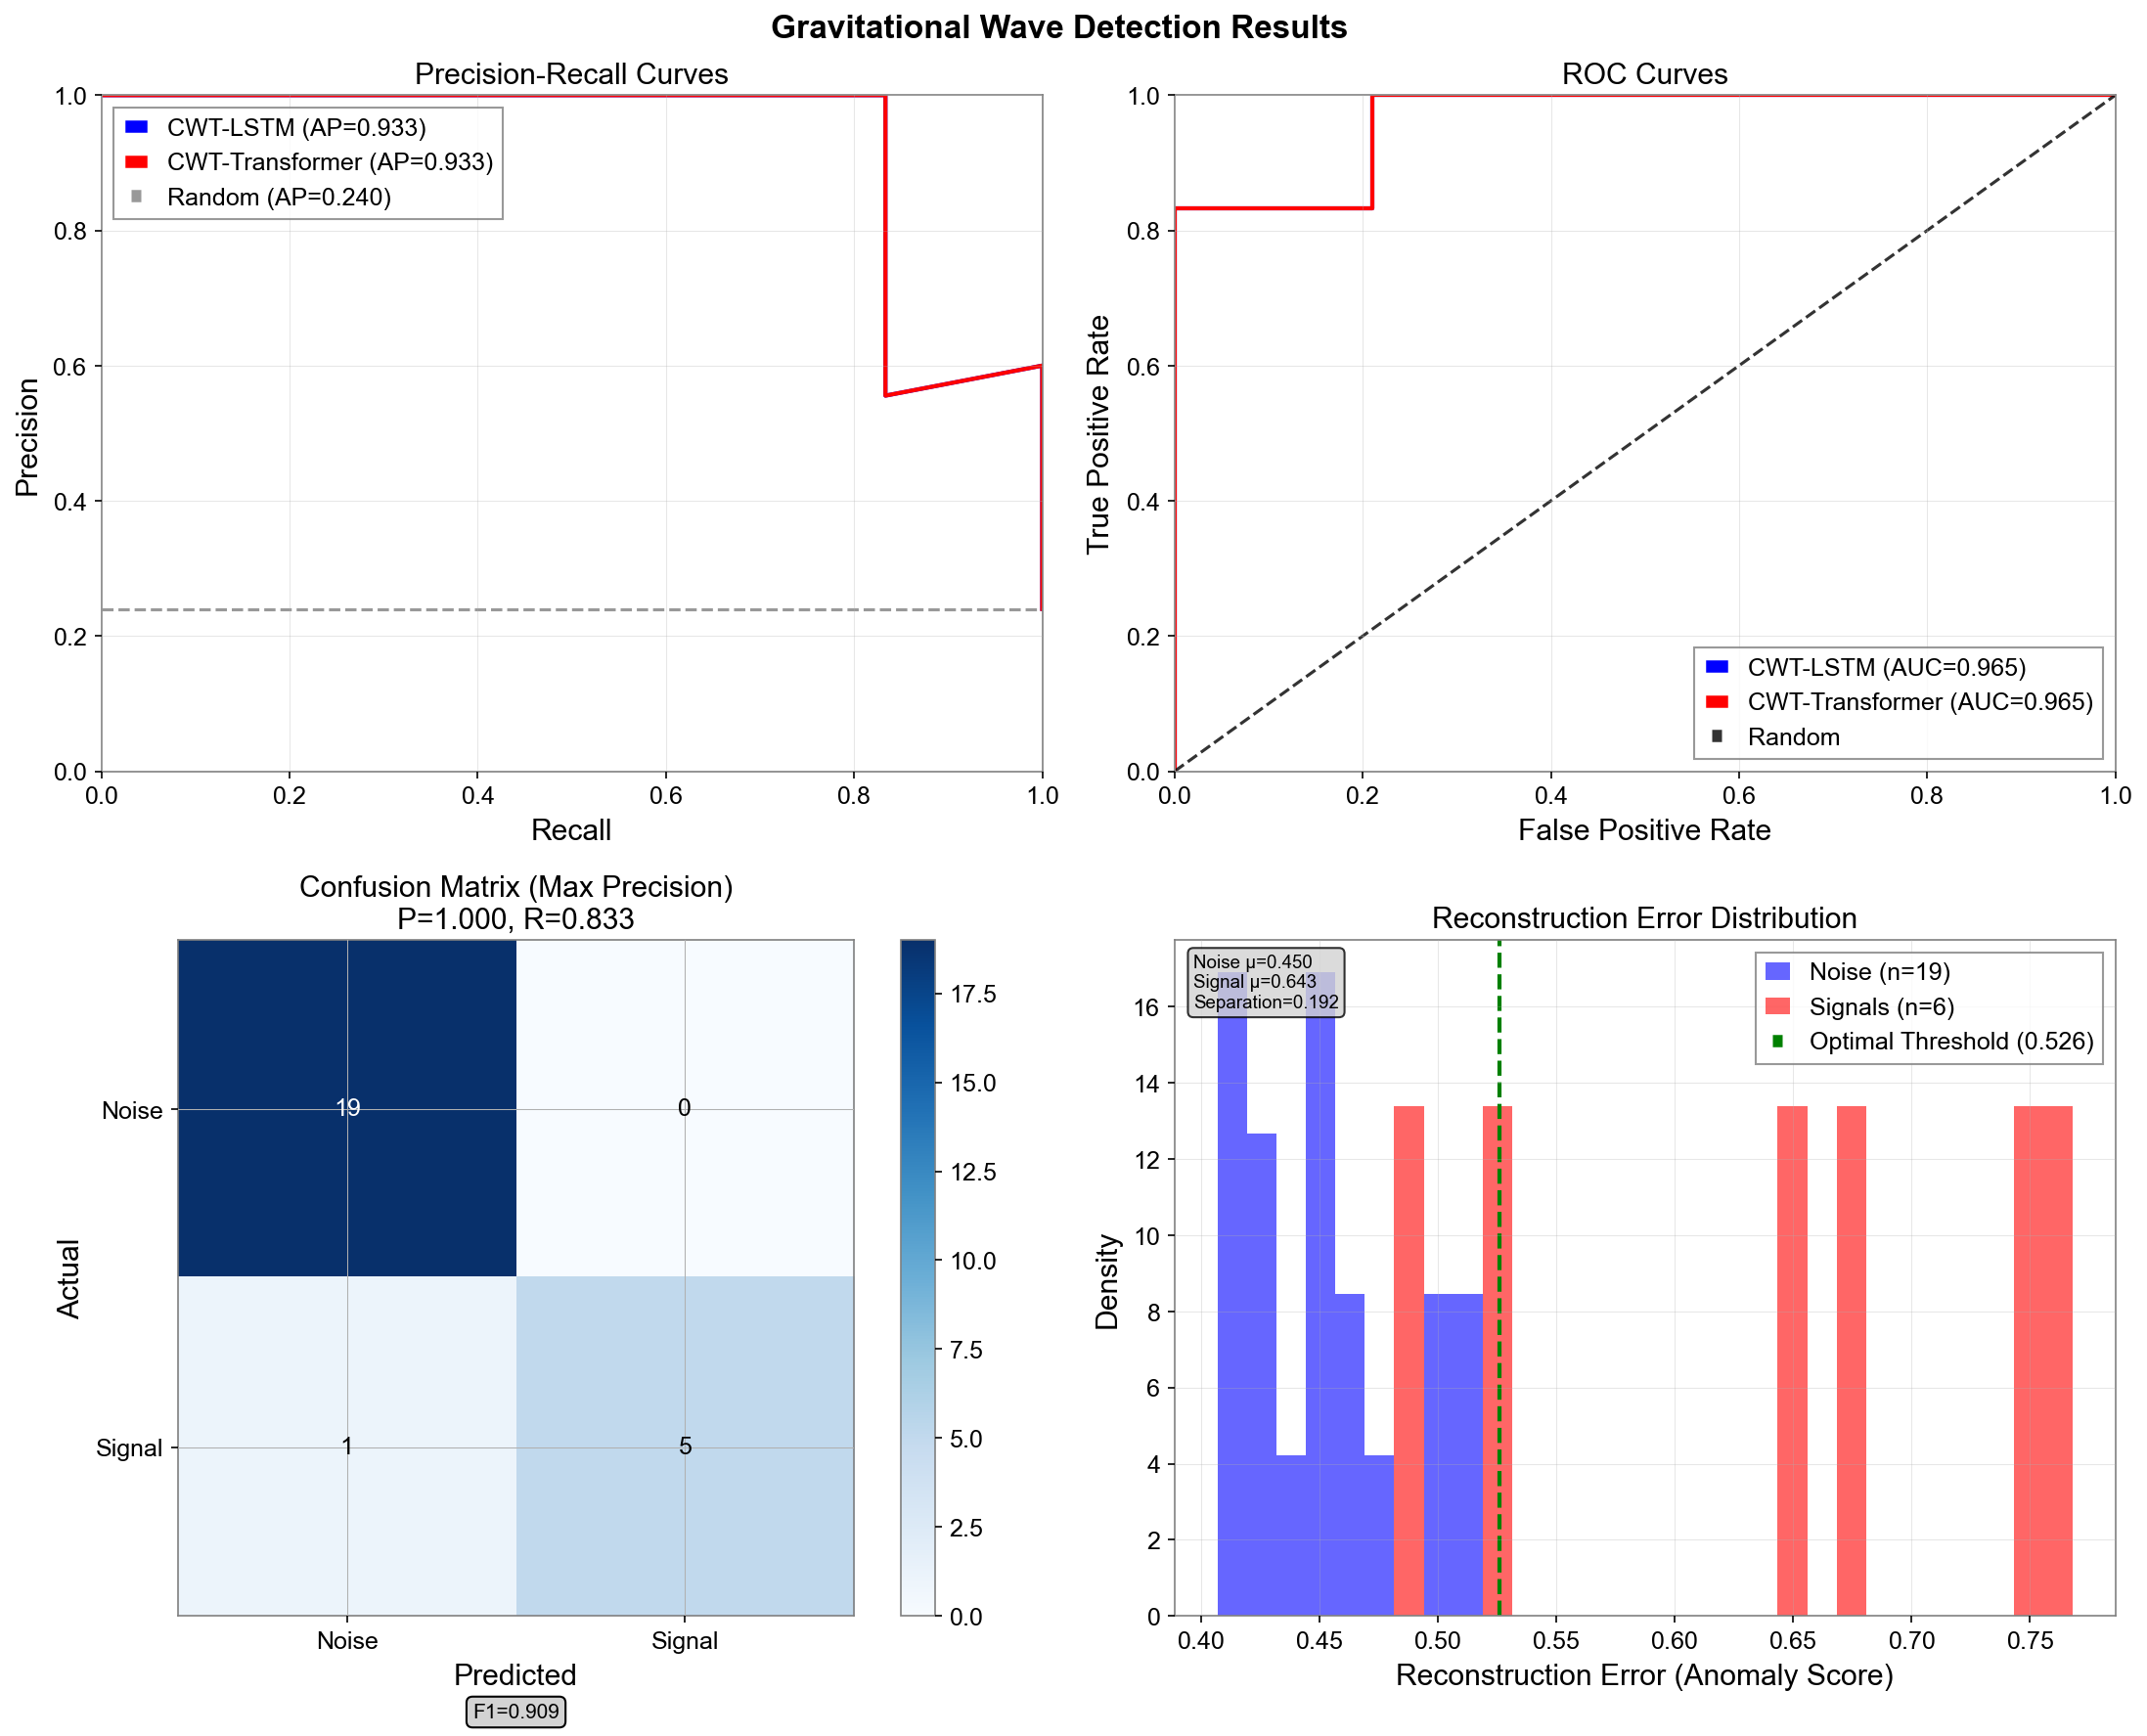 Gravitational Wave Detection Results
Precision-Recall Curves
1.0
0.8
0.6
0.4
0.2
0.0
Precision
CWT-LSTM (AP=0.933)
CWT-Transformer (AP=0.933)
Random (AP=0.240)
0.0 0.2 0.4 0.6 0.8 1.0
Recall
ROC Curves
1.0
0.8
0.6
0.4
0.2
0.0
True Positive Rate
CWT-LSTM (AUC=0.965)
CWT-Transformer (AUC=0.965)
Random
0.0 0.2 0.4 0.6 0.8 1.0
False Positive Rate
Confusion Matrix (Max Precision)
P=1.000, R=0.833
Actual
Noise
19 0
Signal
1 5
Noise Signal
Predicted
F1=0.909
17.5
15.0
12.5
10.0
7.5
5.0
2.5
0.0
Reconstruction Error Distribution
Noise μ=0.450
Signal μ=0.643
Separation=0.192
Noise (n=19)
Signals (n=6)
Optimal Threshold (0.526)
16
14
12
10
8
6
4
2
0
Density
0.40 0.45 0.50 0.55 0.60 0.65 0.70 0.75
Reconstruction Error (Anomaly Score)